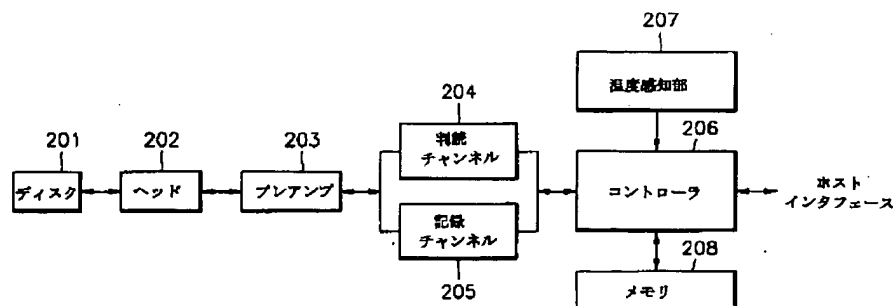 207
温度感知部
204
判読
チャンネル
206
201
202
203
ディスク
ヘッド
プレアンプ
コントローラ
ホスト
インタフェース
記録
チャンネル
205
208
メモリ